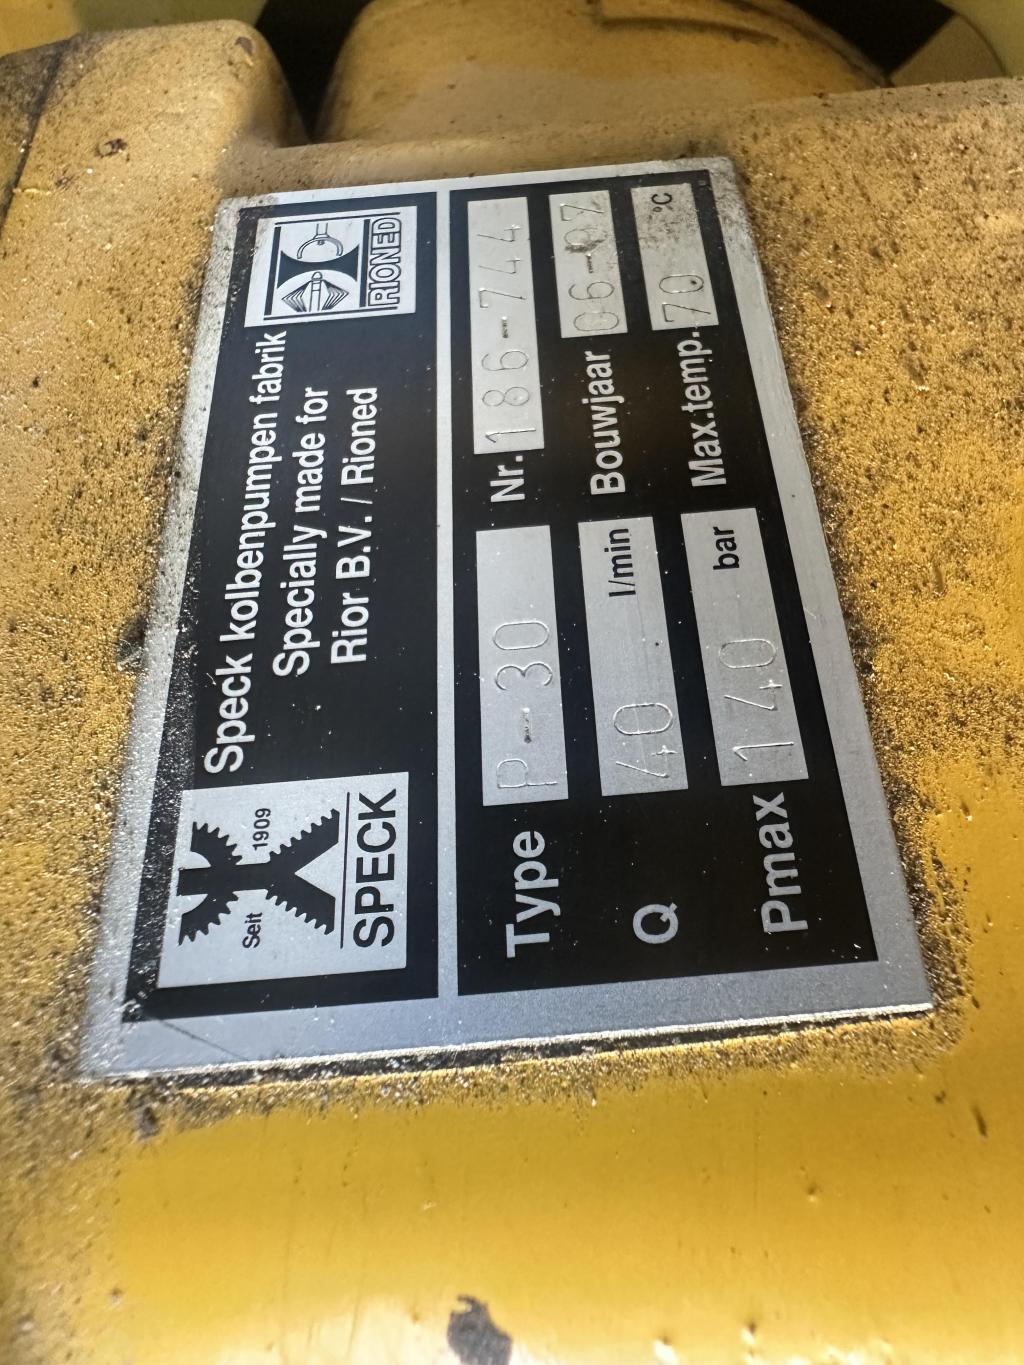 Seit 1909
SPECK
Speck kolbenpumpen fabrik
Specially made for
Rior B.V. / Rioned
RIONED
Type P-30 Nr. 186-744
Q 40 l/min Bouwjaar 06-97
Pmax 140 bar Max.temp. 70 °C